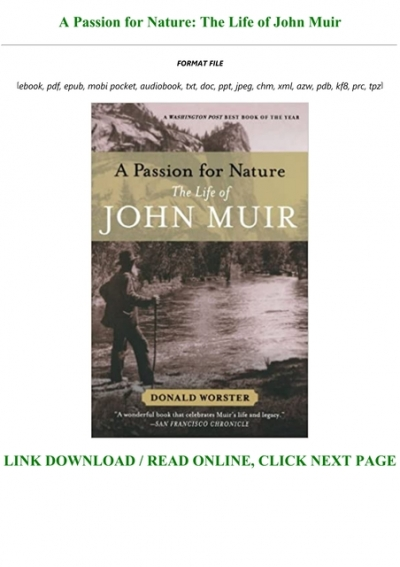 A Passion for Nature: The Life of John Muir
FORMAT FILE
[ebook, pdf, epub, mobi pocket, audiobook, txt, doc, ppt, jpeg, chm, xml, azw, pdb, kf8, prc, tpz]
A WASHINGTON POST BEST BOOK OF THE YEAR
A Passion for Nature
The Life of
JOHN MUIR
DONALD WORSTER
"A wonderful book that celebrates Muir's life and legacy."
—SAN FRANCISCO CHRONICLE
LINK DOWNLOAD / READ ONLINE, CLICK NEXT PAGE